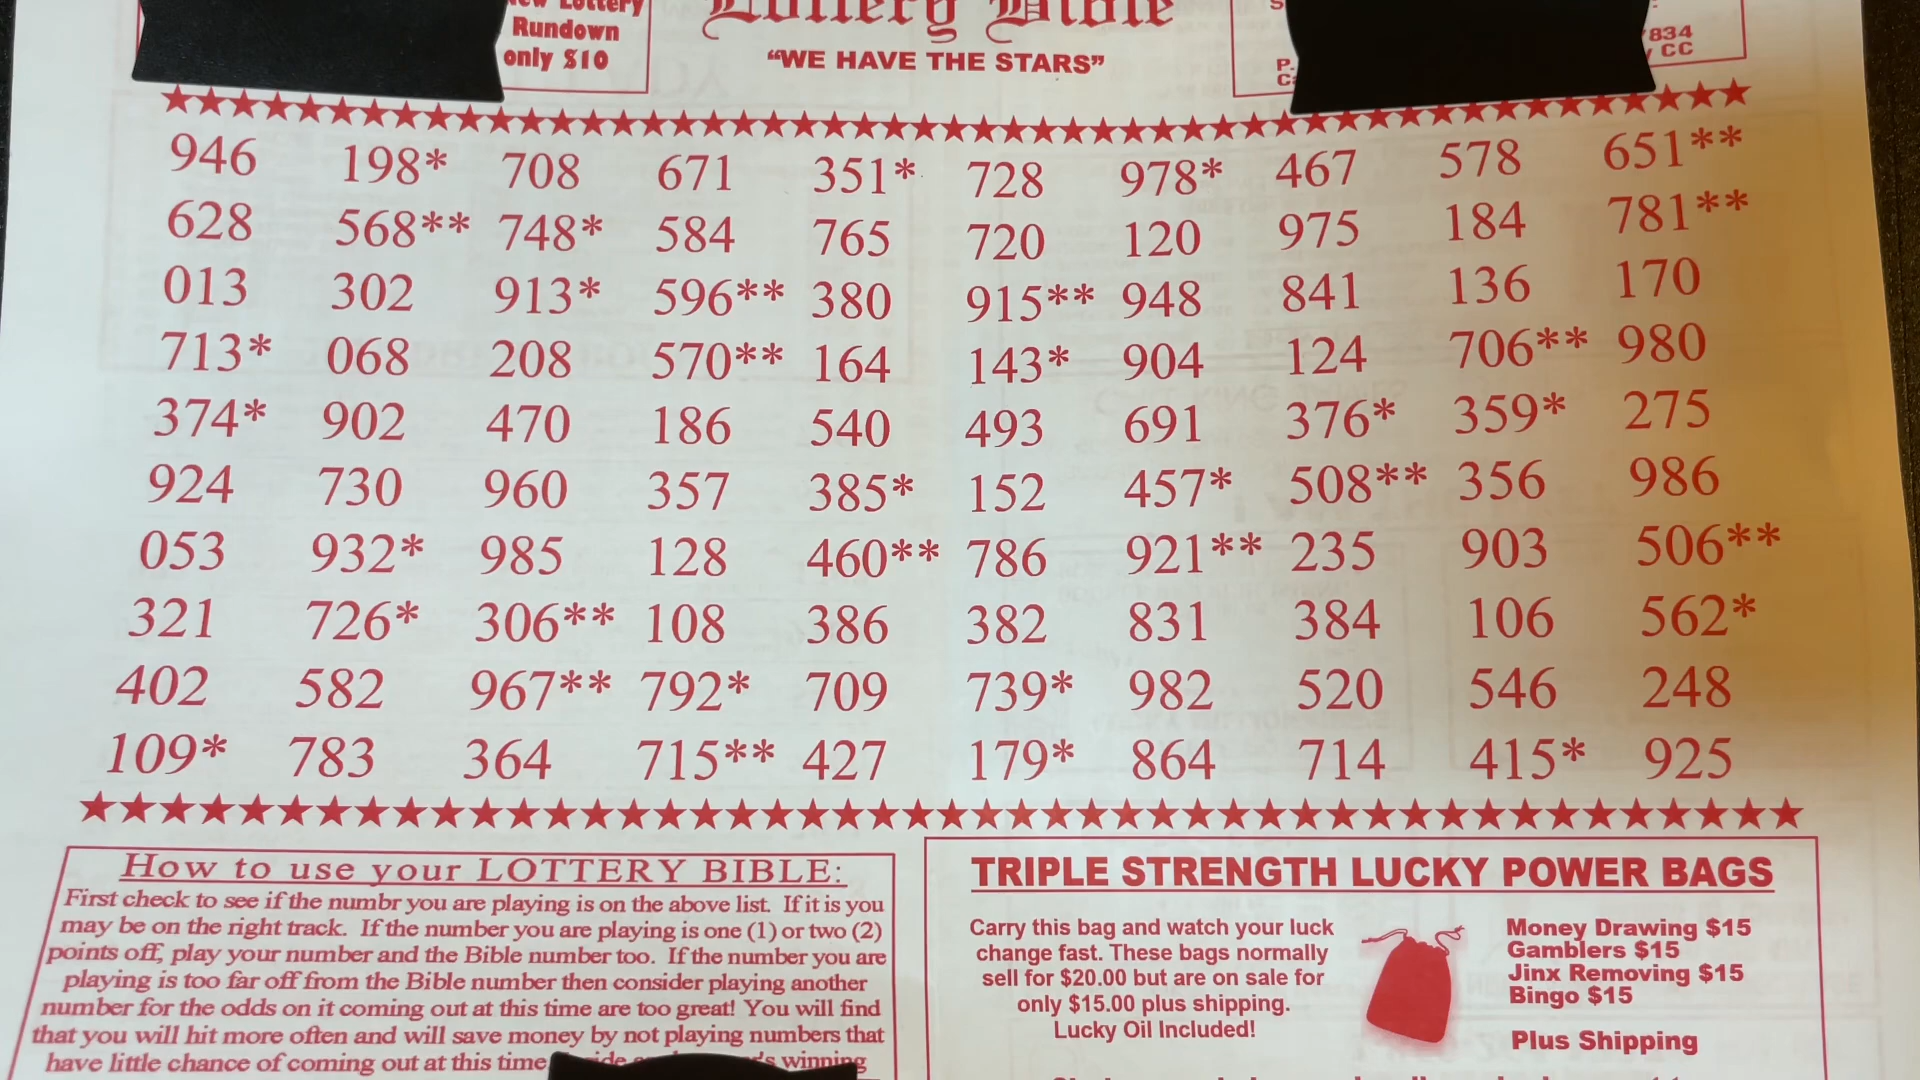 New Lottery
Rundown
only $10
Lottery Bible
“WE HAVE THE STARS”
S
P.
C
7834
CC
946 198* 708 671 351* 728 978* 467 578 651**
628 568** 748* 584 765 720 120 975 184 781**
013 302 913* 596** 380 915** 948 841 136 170
713* 068 208 570** 164 143* 904 124 706** 980
374* 902 470 186 540 493 691 376* 359* 275
924 730 960 357 385* 152 457* 508** 356 986
053 932* 985 128 460** 786 921** 235 903 506**
321 726* 306** 108 386 382 831 384 106 562*
402 582 967** 792* 709 739* 982 520 546 248
109* 783 364 715** 427 179* 864 714 415* 925
How to use your LOTTERY BIBLE:
First check to see if the numbr you are playing is on the above list. If it is you
may be on the right track. If the number you are playing is one (1) or two (2)
points off, play your number and the Bible number too. If the number you are
playing is too far off from the Bible number then consider playing another
number for the odds on it coming out at this time are too great! You will find
that you will hit more often and will save money by not playing numbers that
have little chance of coming out at this time winning
TRIPLE STRENGTH LUCKY POWER BAGS
Carry this bag and watch your luck
change fast. These bags normally
sell for $20.00 but are on sale for
only $15.00 plus shipping.
Lucky Oil Included!
Money Drawing $15
Gamblers $15
Jinx Removing $15
Bingo $15
Plus Shipping